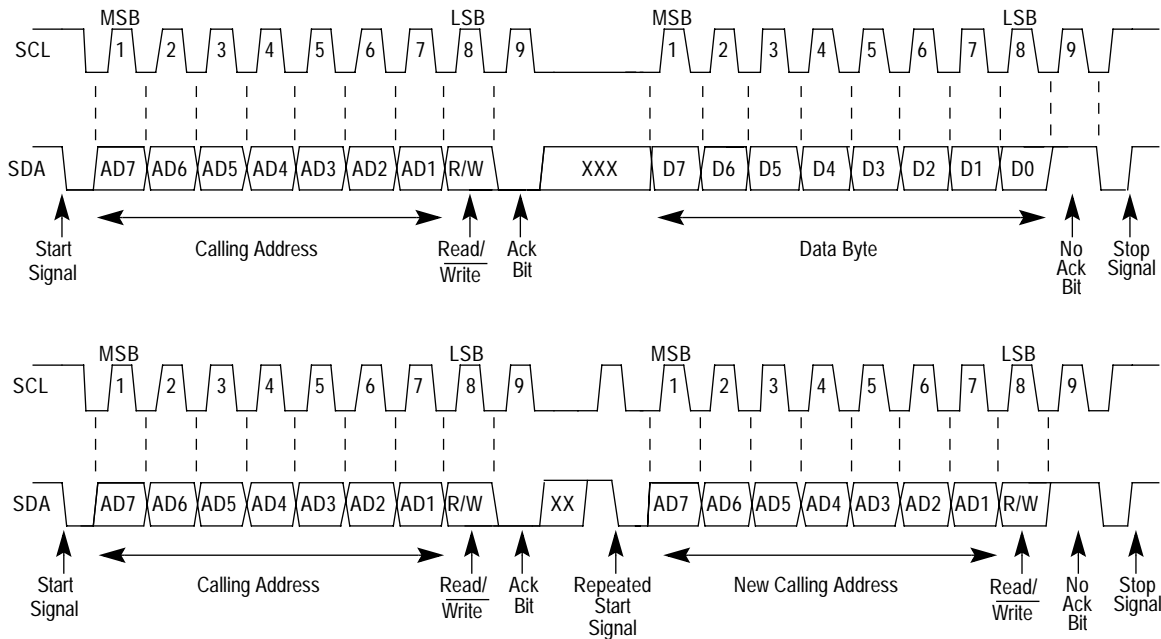 MSB LSB MSB LSB
SCL 1 2 3 4 5 6 7 8 9 1 2 3 4 5 6 7 8 9
SDA AD7 AD6 AD5 AD4 AD3 AD2 AD1 R/W XXX D7 D6 D5 D4 D3 D2 D1 D0
Start Signal
Calling Address
Read/Write
Ack Bit
Data Byte
No Ack Bit
Stop Signal
MSB LSB MSB LSB
SCL 1 2 3 4 5 6 7 8 9 1 2 3 4 5 6 7 8 9
SDA AD7 AD6 AD5 AD4 AD3 AD2 AD1 R/W XX AD7 AD6 AD5 AD4 AD3 AD2 AD1 R/W
Start Signal
Calling Address
Read/Write
Ack Bit
Repeated Start Signal
New Calling Address
Read/Write
No Ack Bit
Stop Signal